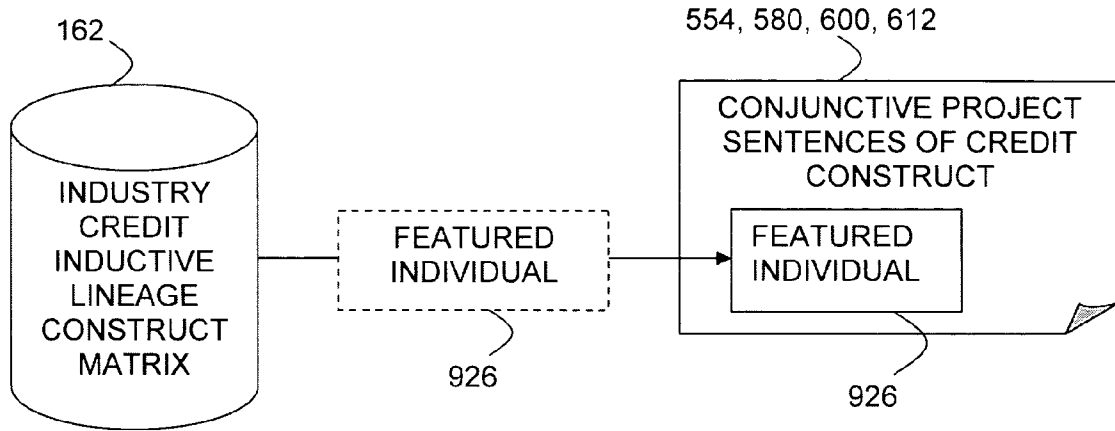 162
554, 580, 600, 612
INDUSTRY
CREDIT
INDUCTIVE
LINEAGE
CONSTRUCT
MATRIX
FEATURED
INDIVIDUAL
926
CONJUNCTIVE PROJECT
SENTENCES OF CREDIT
CONSTRUCT
FEATURED
INDIVIDUAL
926